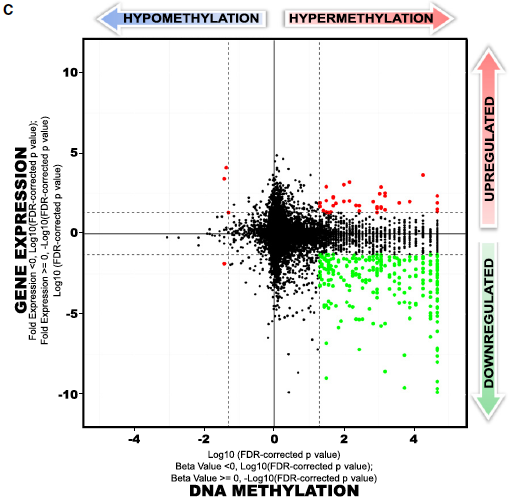 C
HYPOMETHYLATION
HYPERMETHYLATION
10
5
0
-5
-10
GENE EXPRESSION
Fold Expression <0, Log10(FDR-corrected p value);
Fold Expression >= 0, -Log10(FDR-corrected p value)
Log10 (FDR-corrected p value)
UPREGULATED
DOWNREGULATED
-4
-2
0
2
4
Log10 (FDR-corrected p value)
Beta Value <0, Log10(FDR-corrected p value);
Beta Value >= 0, -Log10(FDR-corrected p value)
DNA METHYLATION